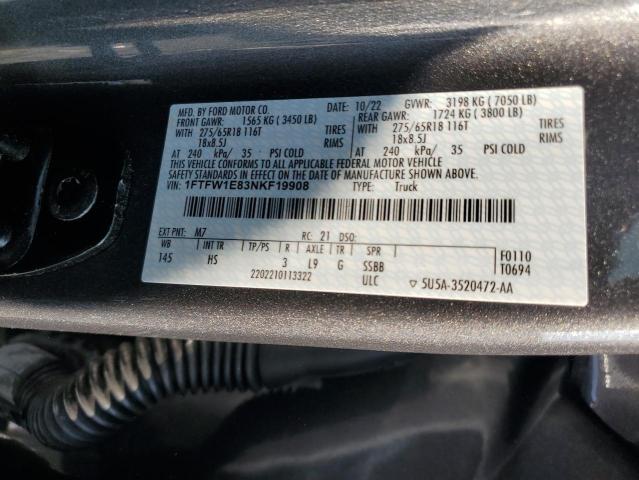 MFD. BY FORD MOTOR CO. 10/22 GVWR: 3198 KG ( 7050 LB)
FRONT GAWR: 1565 KG ( 3450 LB) REAR GAWR: 1724 KG ( 3800 LB)
WITH 275/65R18 116T TIRES WITH 275/65R18 116T TIRES
18x8.5J RIMS 18x8.5J RIMS
AT 240 kPa/ 35 PSI COLD AT 240 kPa/ 35 PSI COLD
THIS VEHICLE CONFORMS TO ALL APPLICABLE FEDERAL MOTOR VEHICLE
SAFETY STANDARDS IN EFFECT ON THE DATE OF MANUFACTURE SHOWN ABOVE.
1FTFW1E83NKF19908 TYPE: Truck
EXT PNT: M7 RC: 21 DSO:
WB INT TR TP/PS R AXLE TR SPR F0110
145 HS 3 L9 G SSBB T0694
2202210113322 ULC ▽ 5U5A-3520472-AA